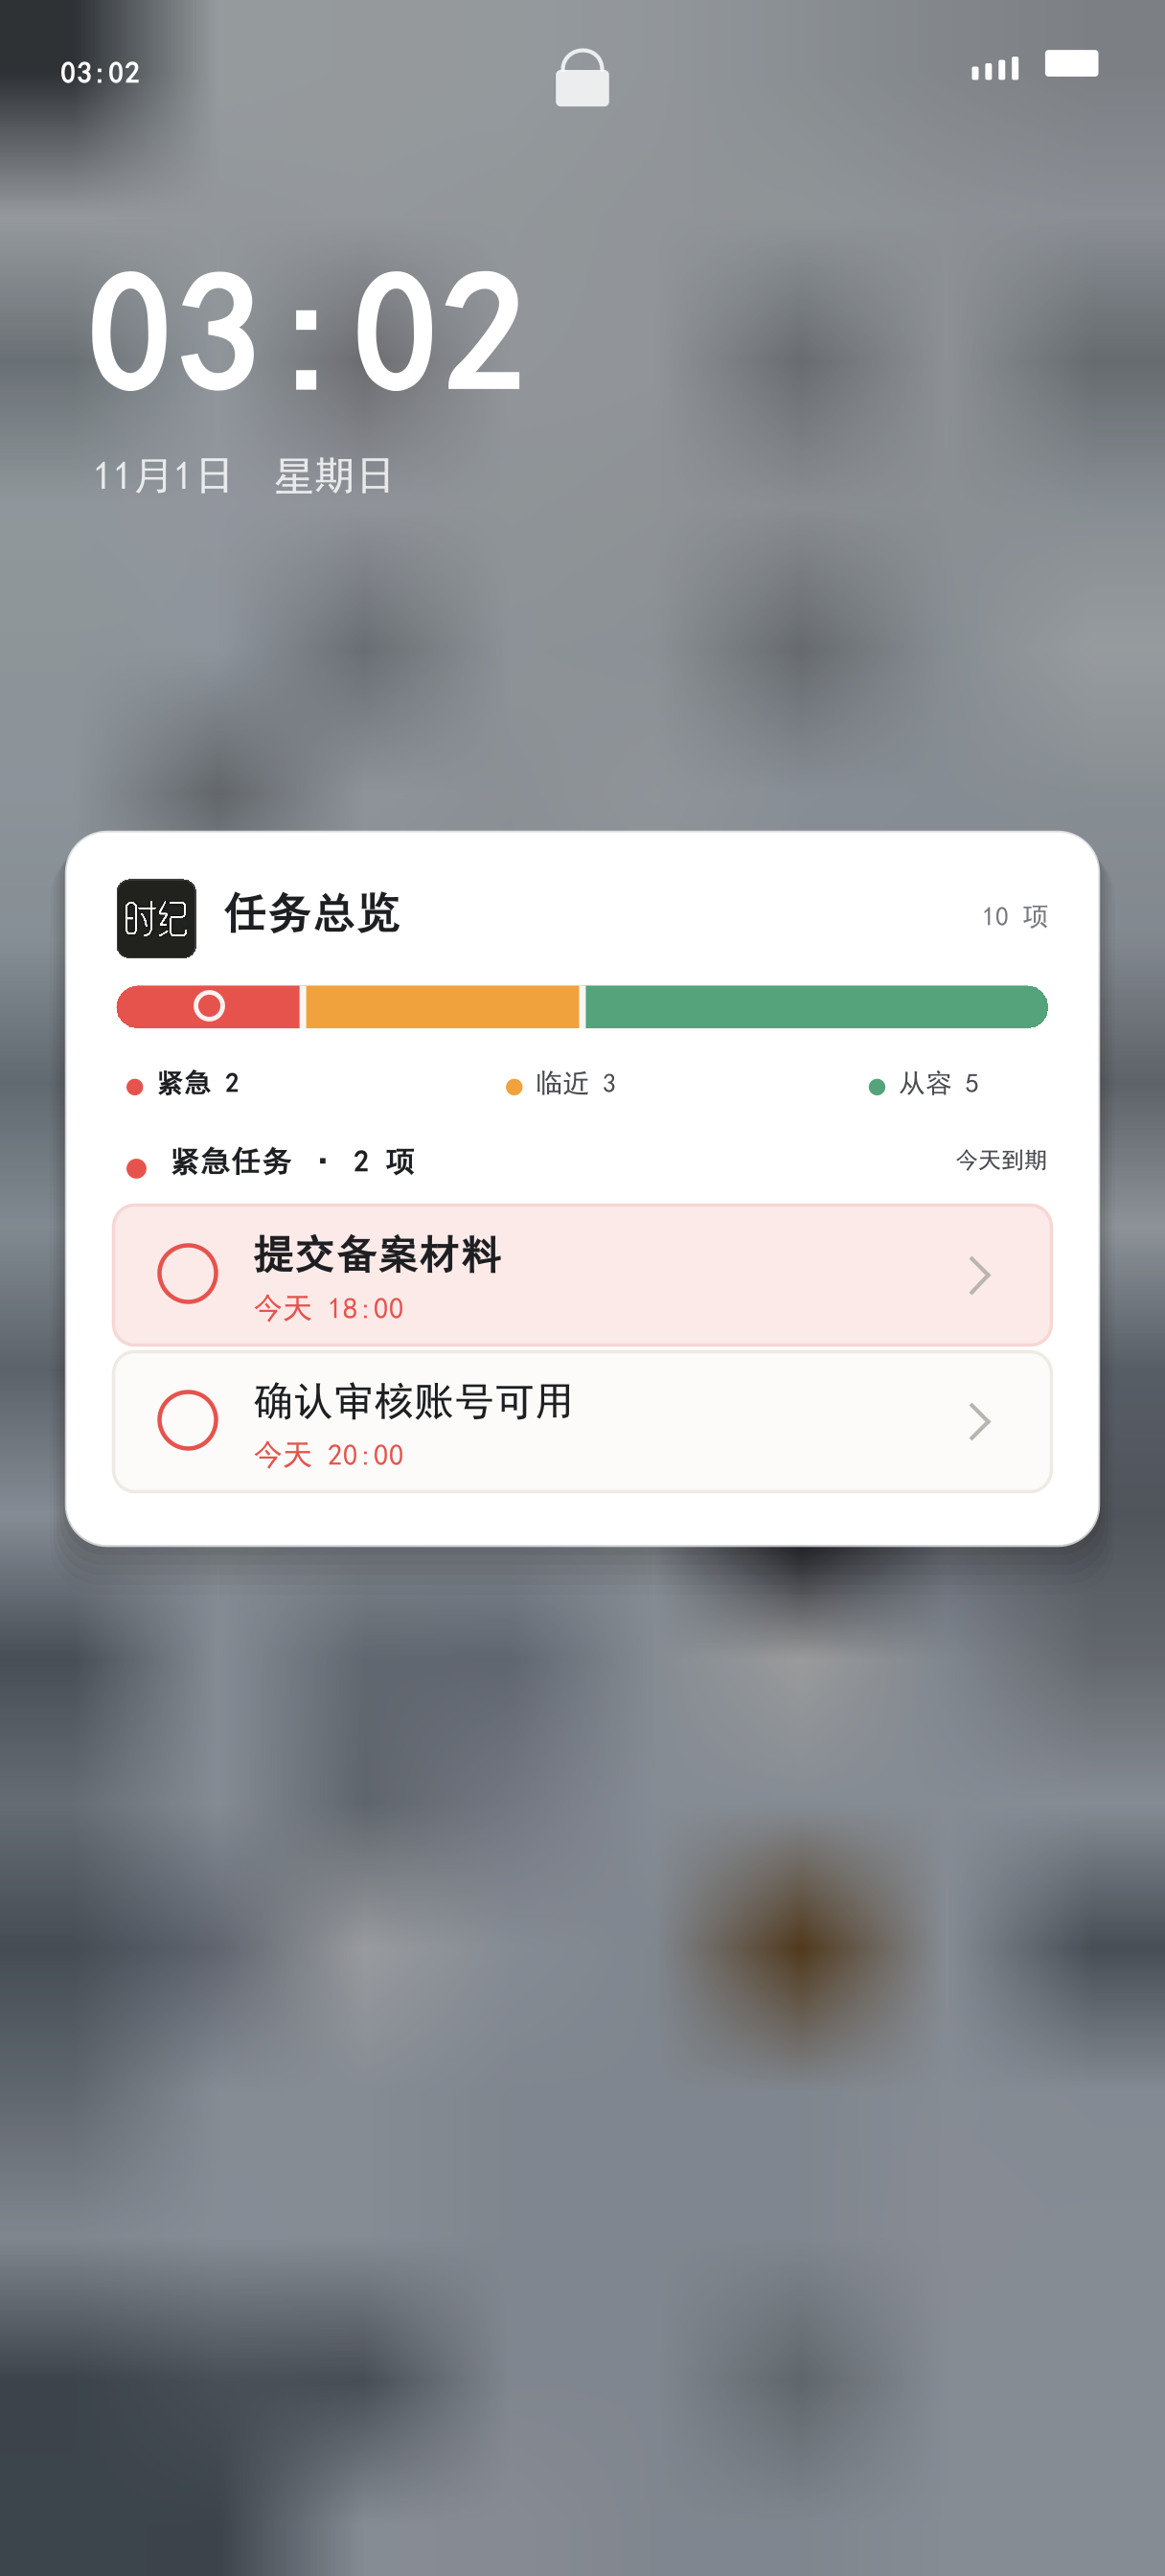 03:02
03:02
11月1日 星期日
时纪 任务总览 10 项
紧急 2 临近 3 从容 5
紧急任务 · 2 项 今天到期
提交备案材料
今天 18:00
确认审核账号可用
今天 20:00